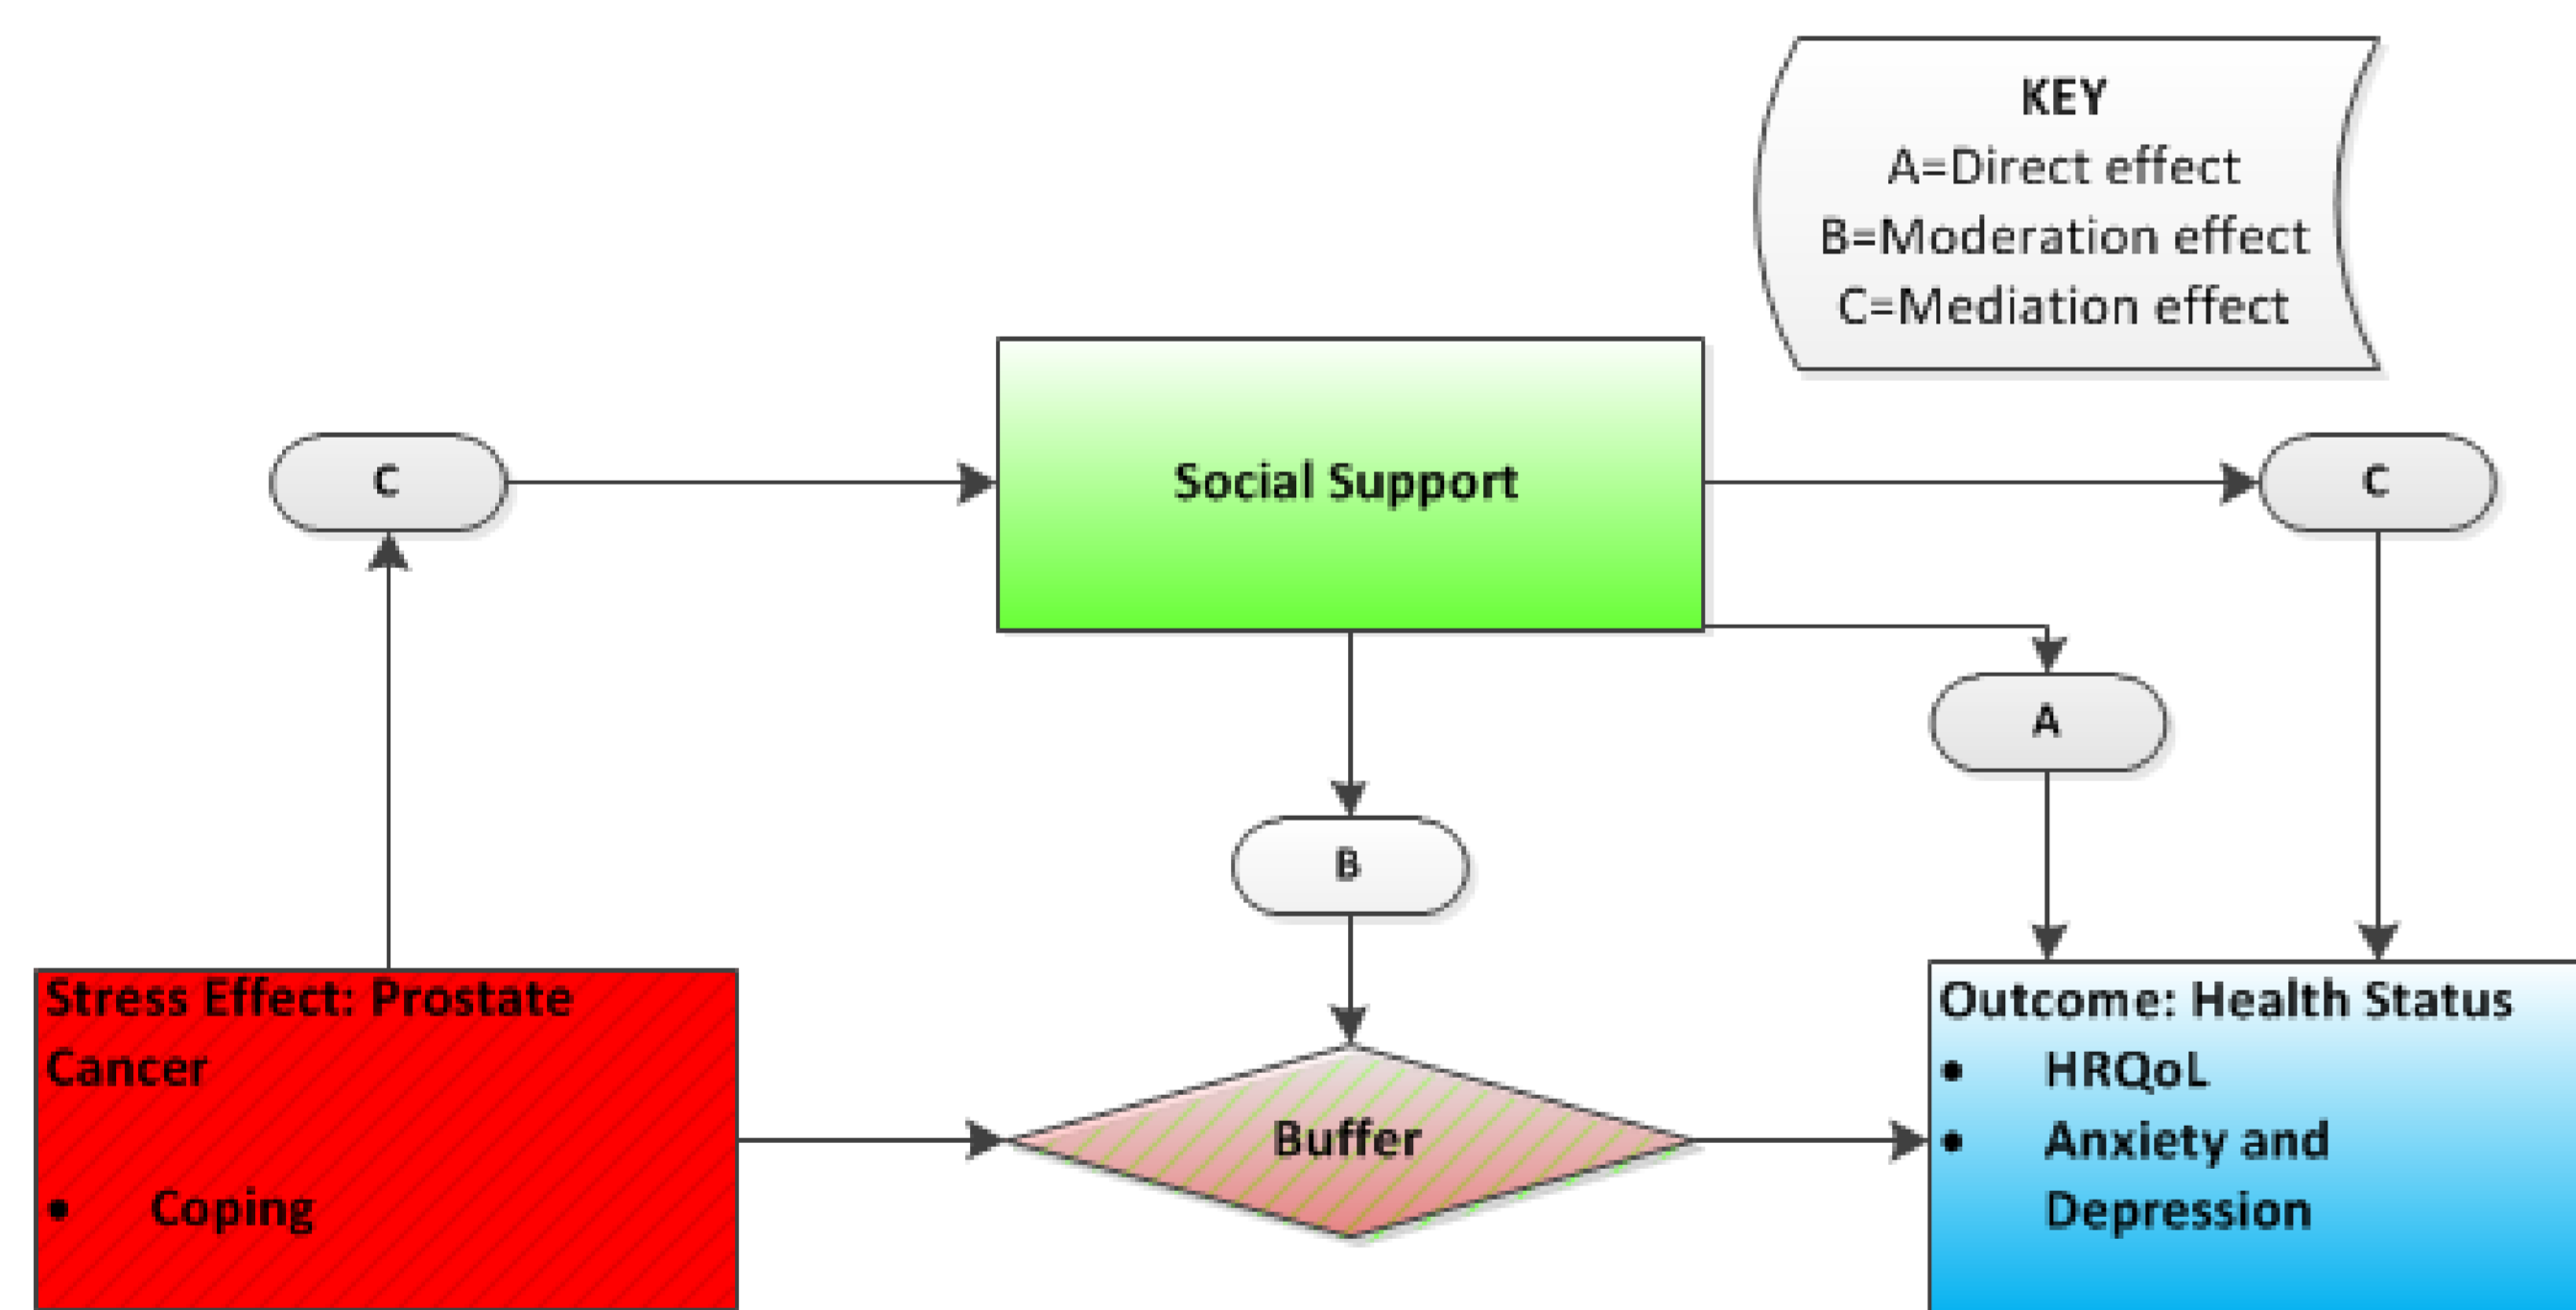 KEY
A=Direct effect
B=Moderation effect
C=Mediation effect
Social Support
C
C
A
B
Stress Effect: Prostate
Cancer
• Coping
Buffer
Outcome: Health Status
• HRQoL
• Anxiety and
Depression